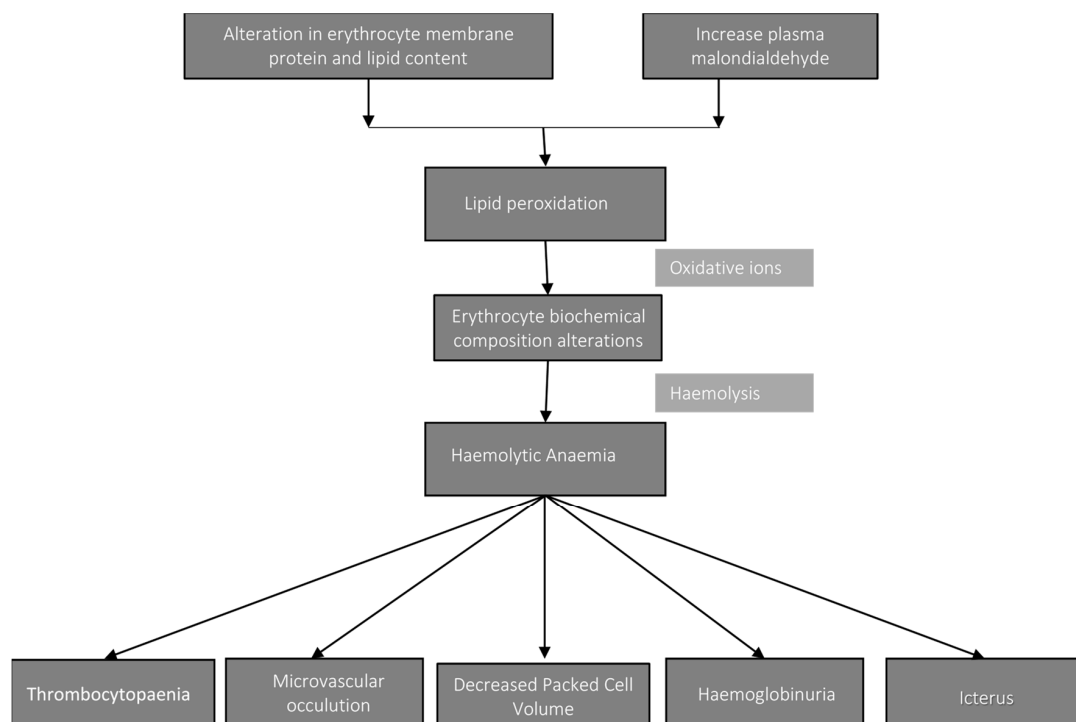 Alteration in erythrocyte membrane
protein and lipid content
Increase plasma
malondialdehyde
Lipid peroxidation
Oxidative ions
Erythrocyte biochemical
composition alterations
Haemolysis
Haemolytic Anaemia
Thrombocytopaenia
Microvascular
occulution
Decreased Packed Cell
Volume
Haemoglobinuria
Icterus